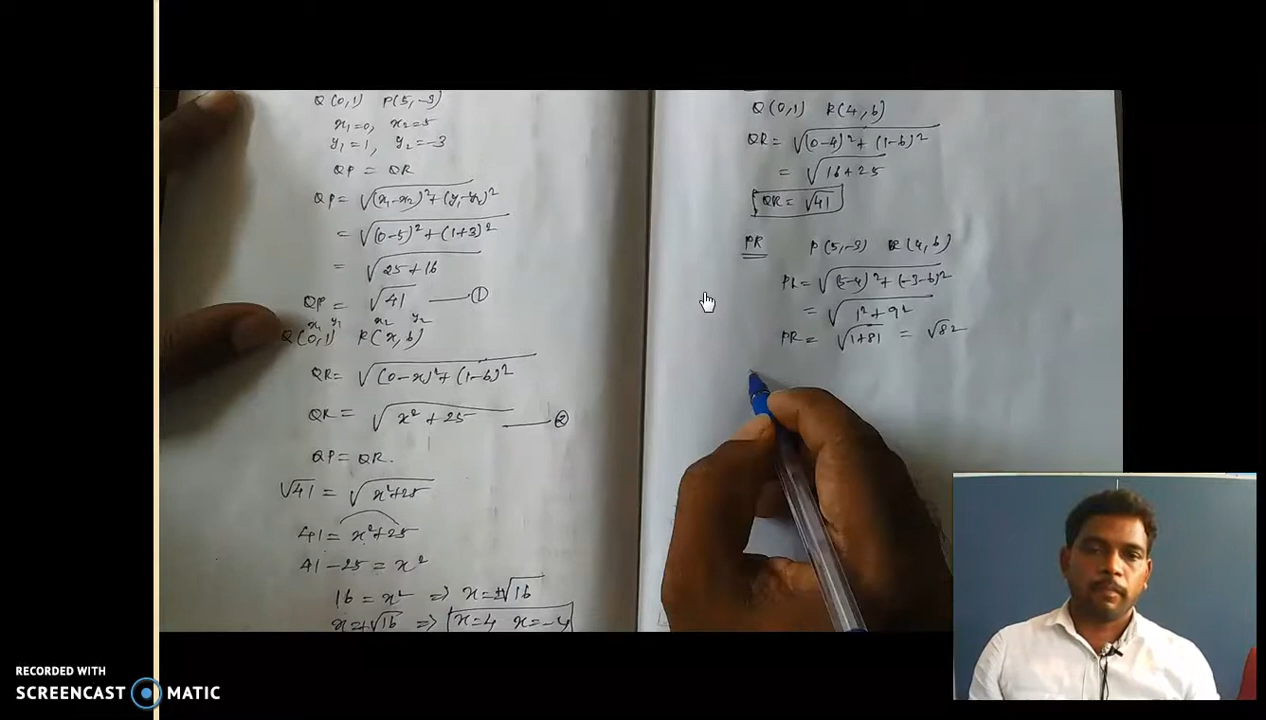 Q(0,1) P(5,-3)
x₁=0, x₂=5
y₁=1, y₂=-3
QP = QR
QP = √(x₁-x₂)²+(y₁-y₂)²
= √(0-5)²+(1+3)²
= √25+16
QP = √41 —— ①
x₁ y₁ x₂ y₂
Q(0,1) R(x,6)
QR = √(0-x)²+(1-6)²
QR = √x²+25 —— ②
QP = QR.
√41 = √x²+25
41 = x²+25
41-25 = x²
16 = x² => x=±√16
x=±√16 => x=4 x=-4
Q(0,1) R(4,6)
QR = √(0-4)²+(1-6)²
= √16+25
QR = √41
PR P(5,-3) R(4,6)
PR = √(5-4)²+(-3-6)²
= √1²+9²
PR = √1+81 = √82
RECORDED WITH
SCREENCAST MATIC